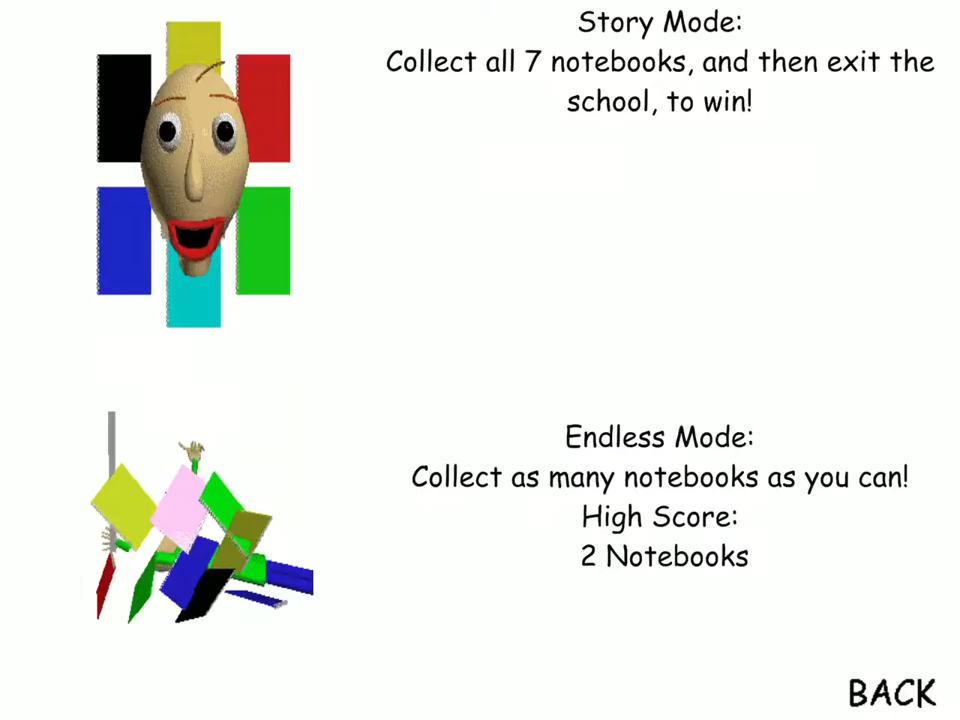 Story Mode:
Collect all 7 notebooks, and then exit the
school, to win!
Endless Mode:
Collect as many notebooks as you can!
High Score:
2 Notebooks
BACK